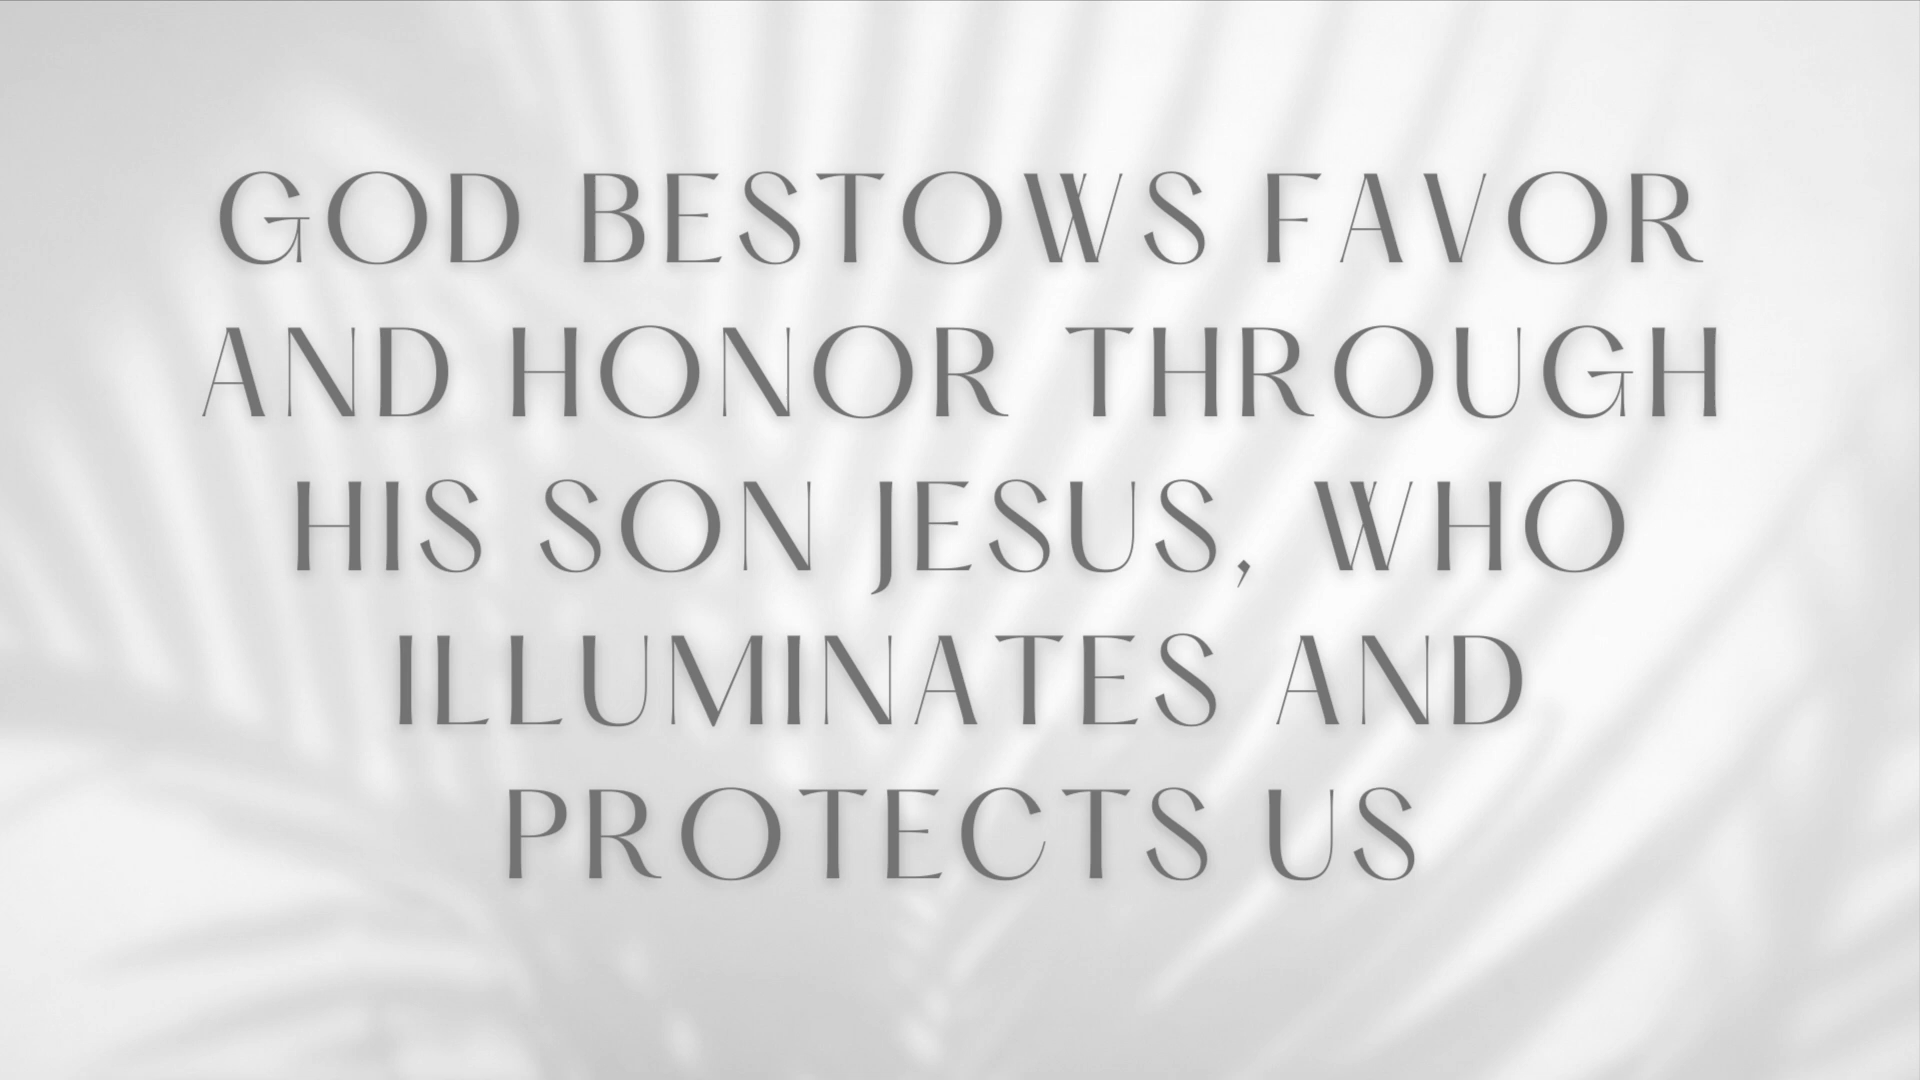 GOD BESTOWS FAVOR
AND HONOR THROUGH
HIS SON JESUS, WHO
ILLUMINATES AND
PROTECTS US